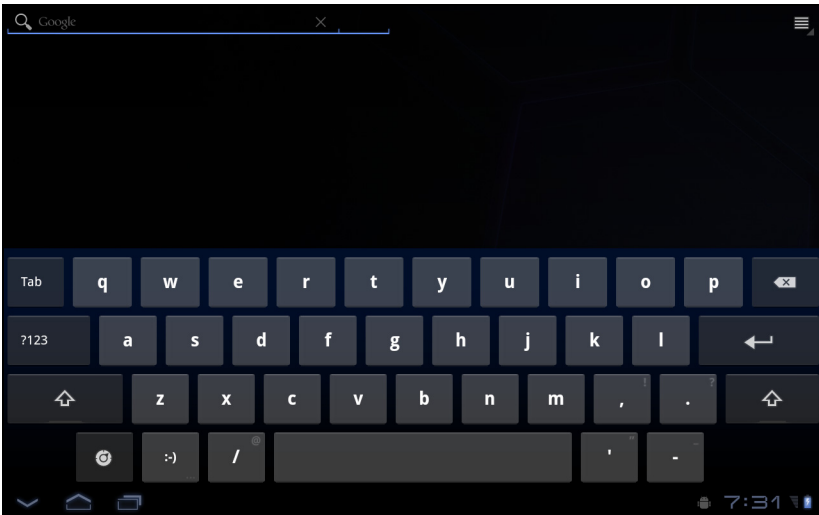 Google
Tab q w e r t y u i o p
?123 a s d f g h j k l
z x c v b n m , ! . ?
:-) ... / @ ' " - _
7:31